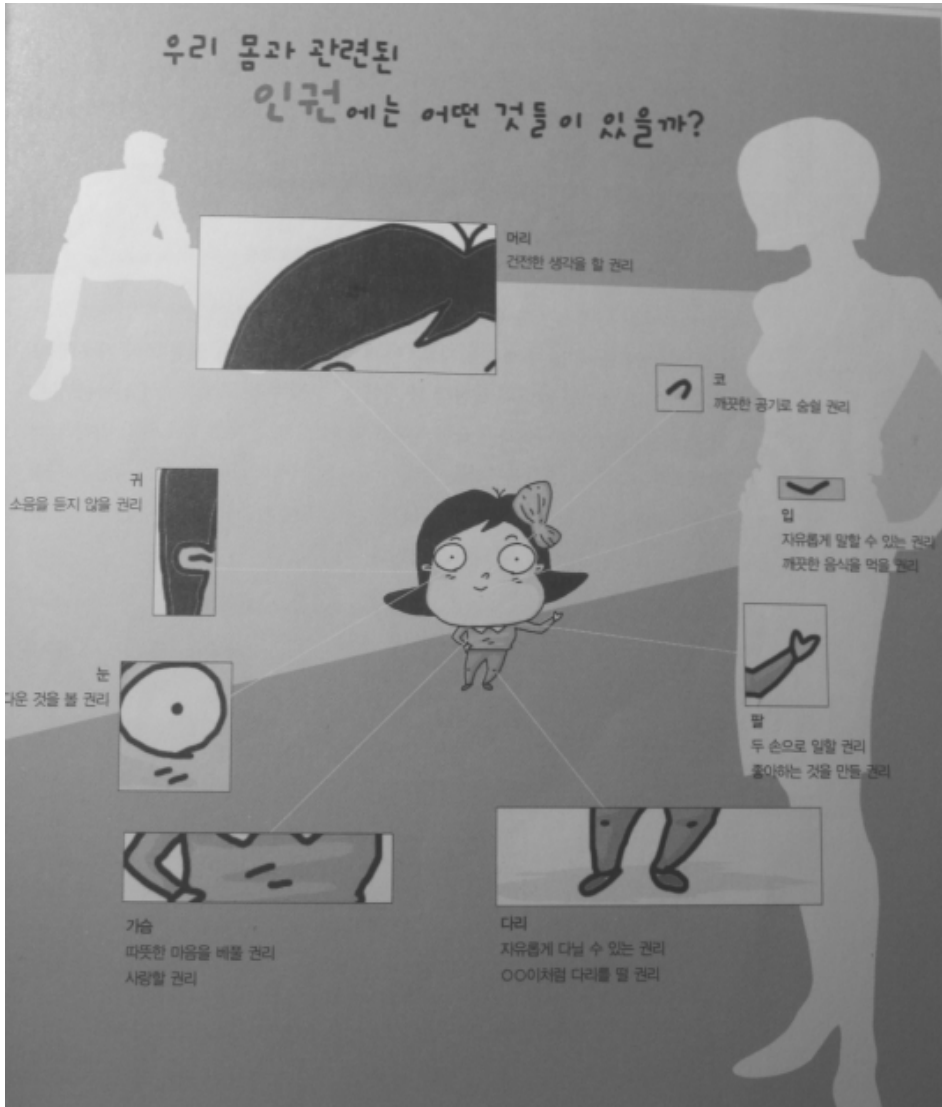 우리 몸과 관련된
인권에는 어떤 것들이 있을까?
머리
건전한 생각을 할 권리
코
깨끗한 공기로 숨쉴 권리
귀
소음을 듣지 않을 권리
입
자유롭게 말할 수 있는 권리
깨끗한 음식을 먹을 권리
눈
다운 것을 볼 권리
팔
두 손으로 일할 권리
좋아하는 것을 만들 권리
가슴
따뜻한 마음을 베풀 권리
사랑할 권리
다리
자유롭게 다닐 수 있는 권리
○○이처럼 다리를 떨 권리